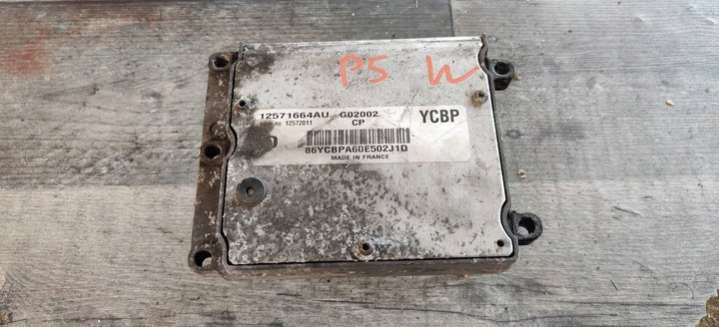 P5 W
12571664AU G02002 YCBP
12572011 CP
86YCBPA60E502J1D
MADE IN FRANCE